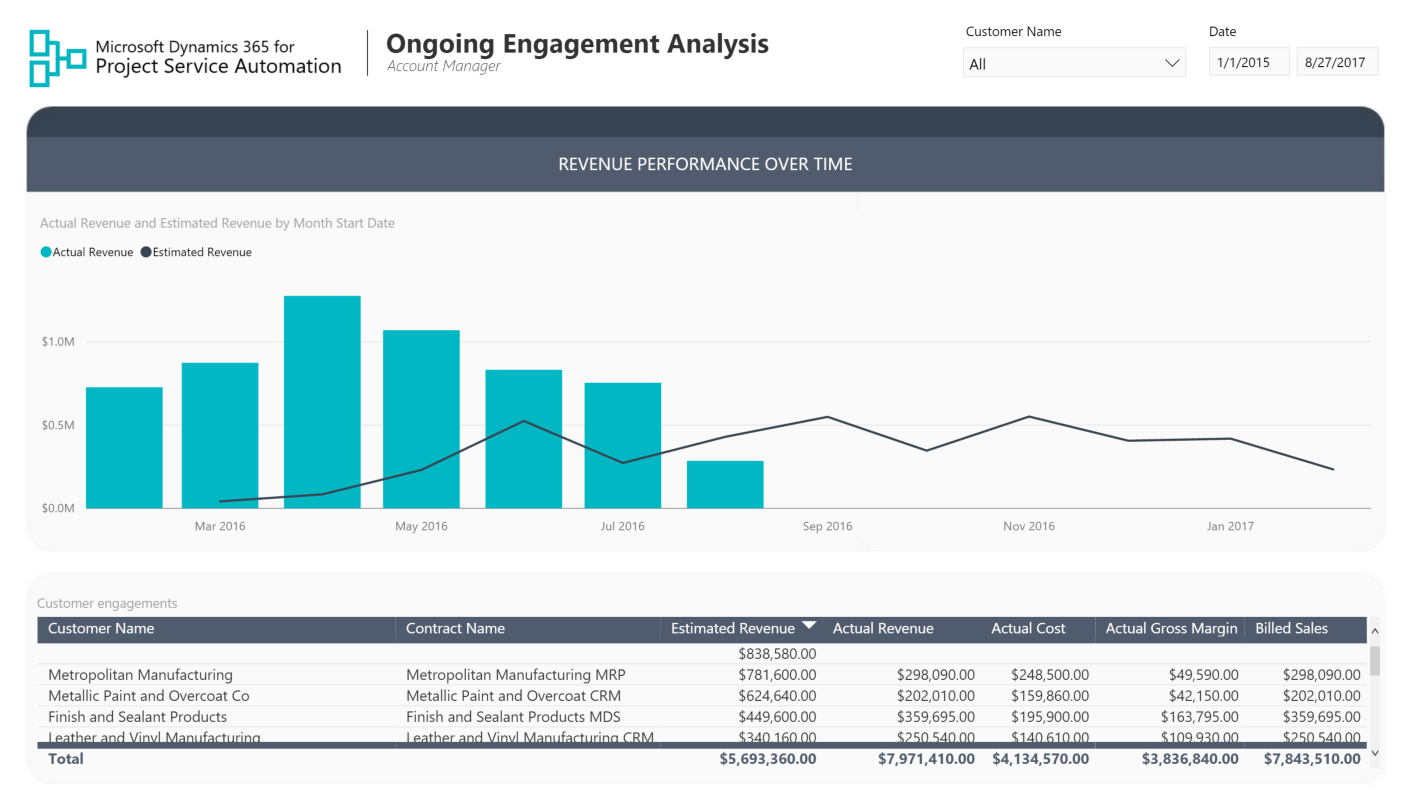 Microsoft Dynamics 365 for
Project Service Automation
Ongoing Engagement Analysis
Account Manager
Customer Name
All
Date
1/1/2015 8/27/2017
REVENUE PERFORMANCE OVER TIME
Actual Revenue and Estimated Revenue by Month Start Date
Actual Revenue Estimated Revenue
$1.0M
$0.5M
$0.0M
Mar 2016 May 2016 Jul 2016 Sep 2016 Nov 2016 Jan 2017
Customer engagements
Customer Name Contract Name Estimated Revenue Actual Revenue Actual Cost Actual Gross Margin Billed Sales
$838,580.00
Metropolitan Manufacturing Metropolitan Manufacturing MRP $781,600.00 $298,090.00 $248,500.00 $49,590.00 $298,090.00
Metallic Paint and Overcoat Co Metallic Paint and Overcoat CRM $624,640.00 $202,010.00 $159,860.00 $42,150.00 $202,010.00
Finish and Sealant Products Finish and Sealant Products MDS $449,600.00 $359,695.00 $195,900.00 $163,795.00 $359,695.00
Leather and Vinyl Manufacturing Leather and Vinyl Manufacturing CRM $340,160.00 $250,540.00 $140,610.00 $109,930.00 $250,540.00
Total $5,693,360.00 $7,971,410.00 $4,134,570.00 $3,836,840.00 $7,843,510.00